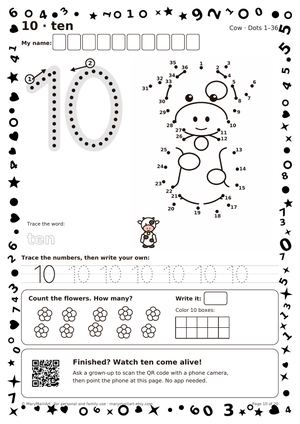 10 · ten
Cow · Dots 1–36
My name:
Trace the word:
ten
Trace the numbers, then write your own:
10 10 10 10 10 10 10
Count the flowers. How many?
Write it:
Color 10 boxes:
Finished? Watch ten come alive!
Ask a grown-up to scan the QR code with a phone camera,
then point the phone at this page. No app needed.